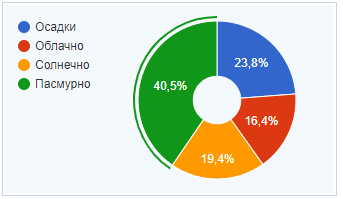 Осадки
Облачно
Солнечно
Пасмурно
23,8%
16,4%
19,4%
40,5%